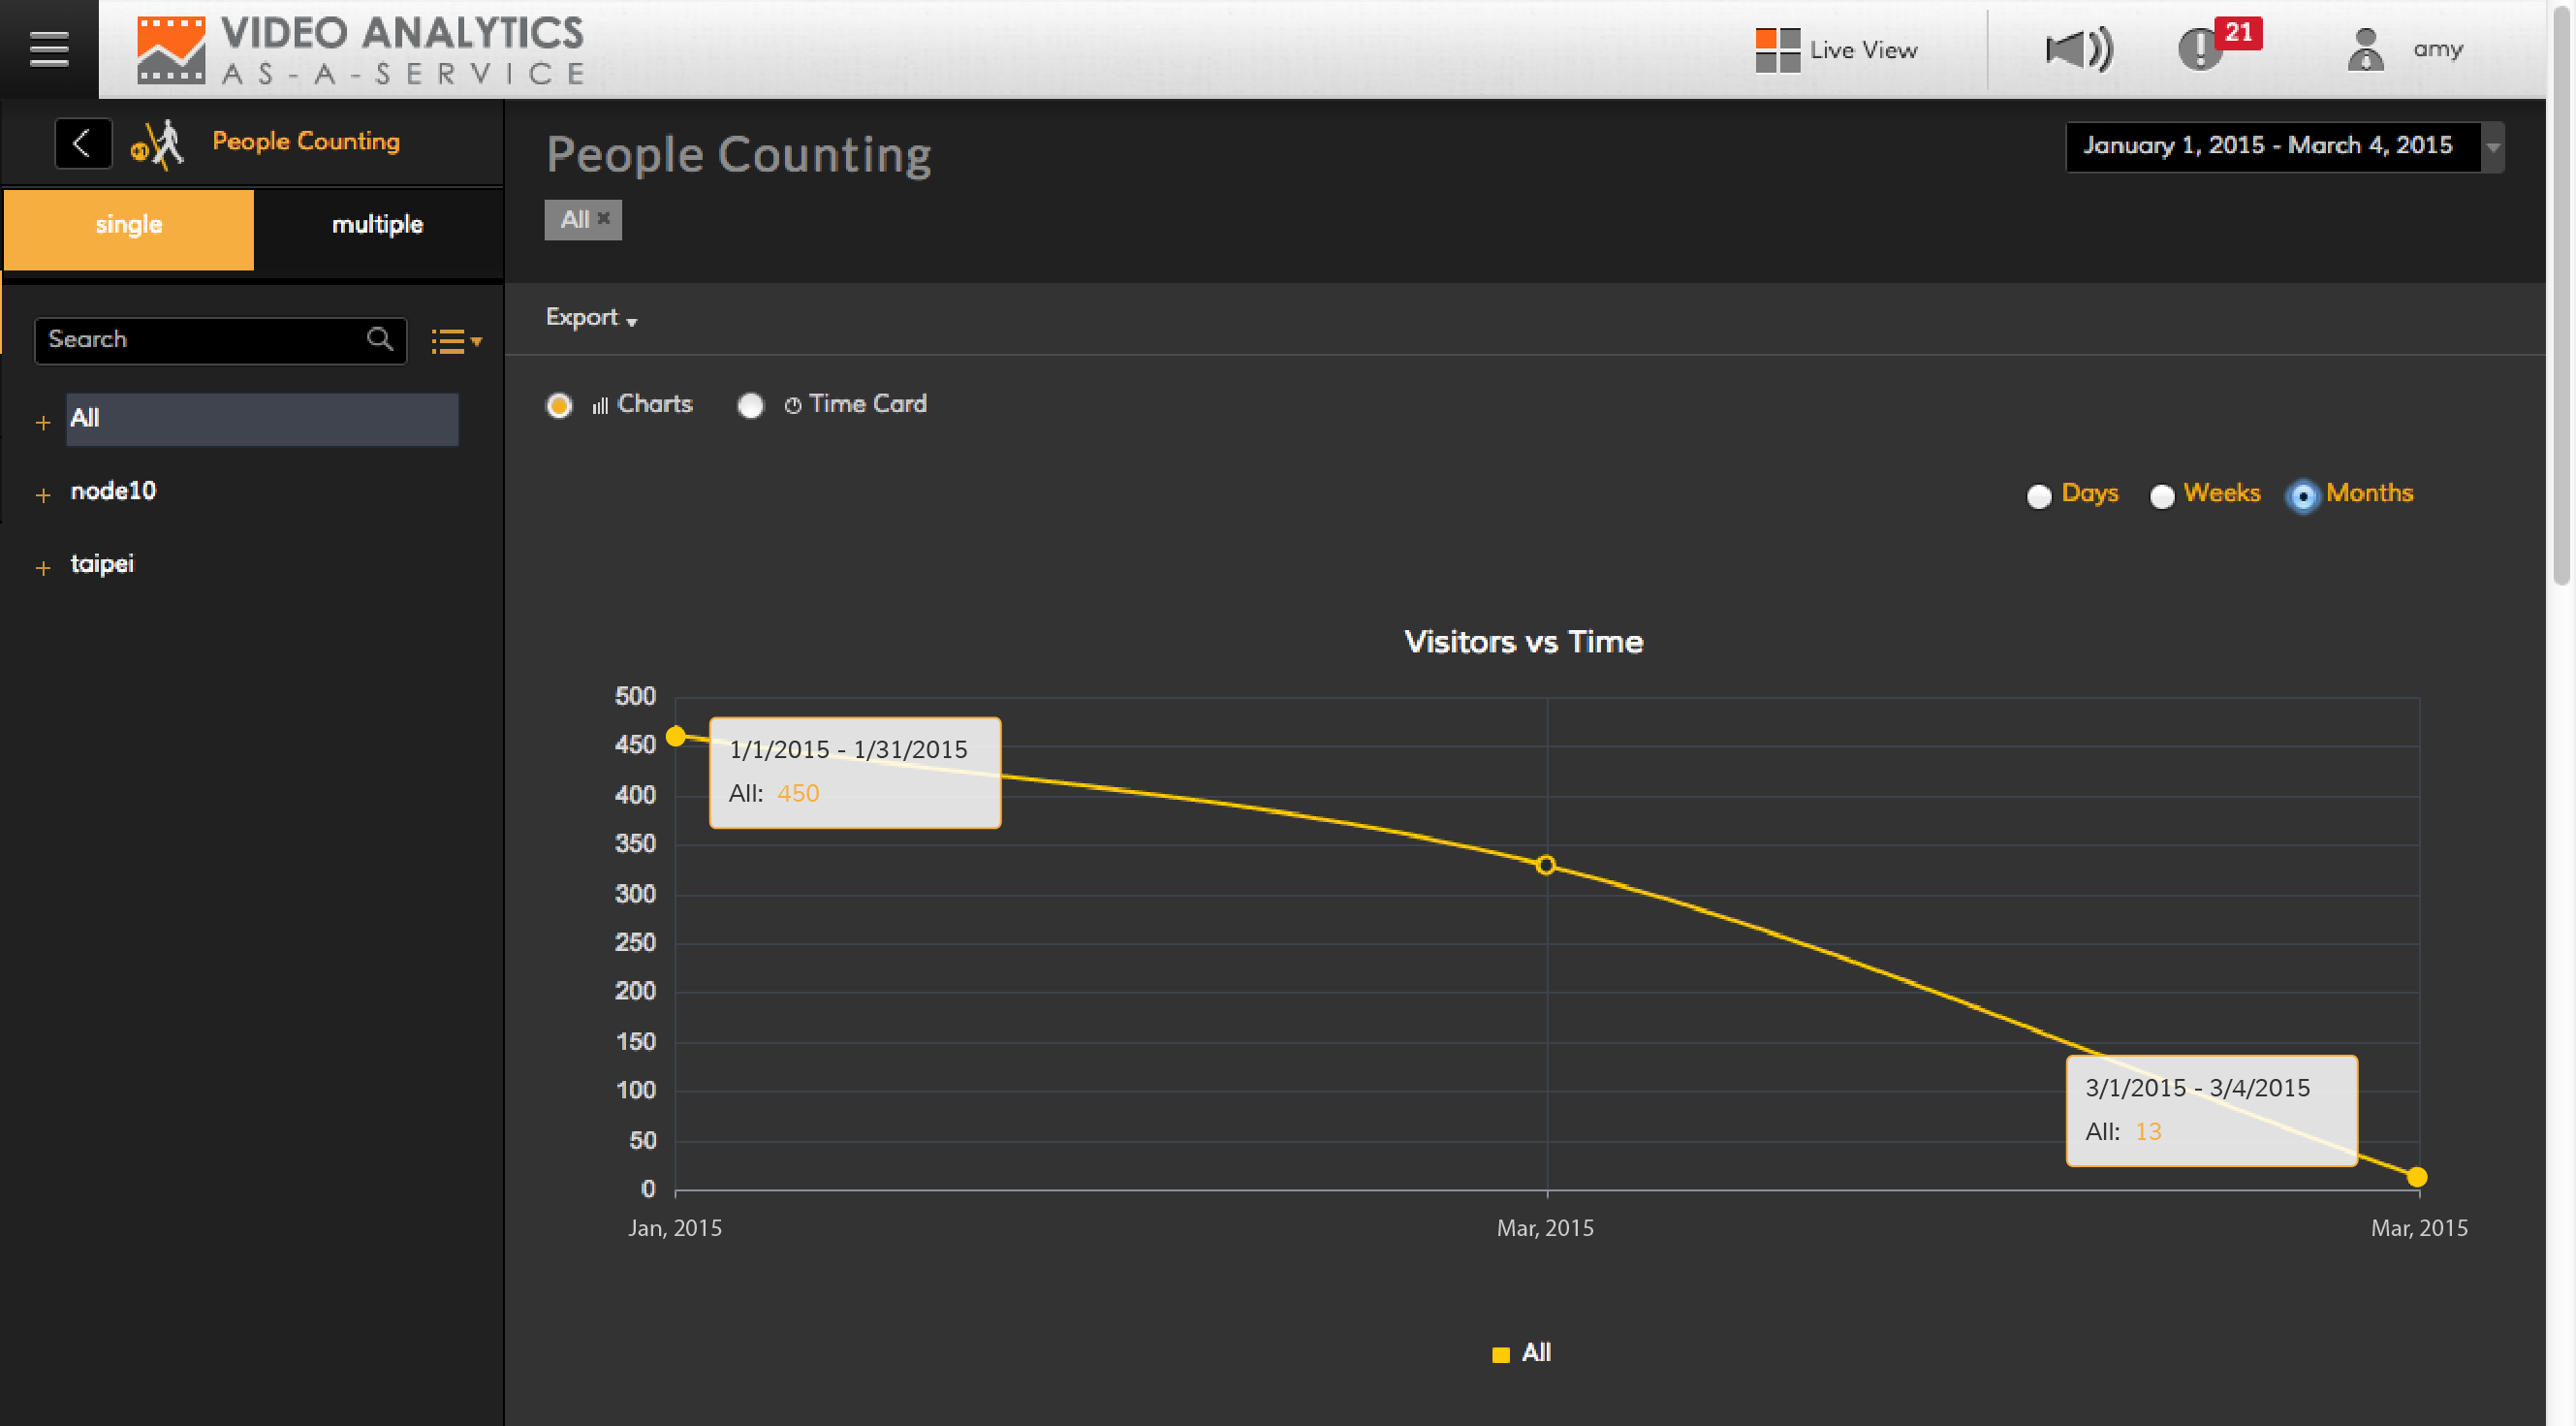 VIDEO ANALYTICS
AS-A-SERVICE
Live View
21
amy
People Counting
single
multiple
Search
All
node10
taipei
People Counting
January 1, 2015 - March 4, 2015
All
Export
Charts
Time Card
Days
Weeks
Months
Visitors vs Time
500
450
400
350
300
250
200
150
100
50
0
1/1/2015 - 1/31/2015
All: 450
3/1/2015 - 3/4/2015
All: 13
Jan, 2015
Mar, 2015
Mar, 2015
All